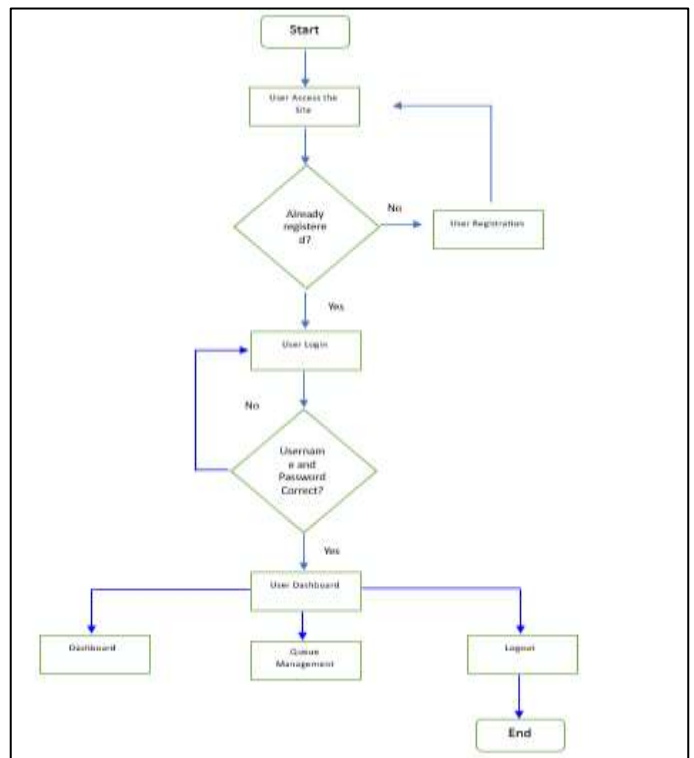 Start
User Access the
Site
Already
registere
d?
No
User Registration
Yes
User Login
No
Usernam
e and
Password
Correct?
Yes
User Dashboard
Dashboard
Queue
Management
Logout
End